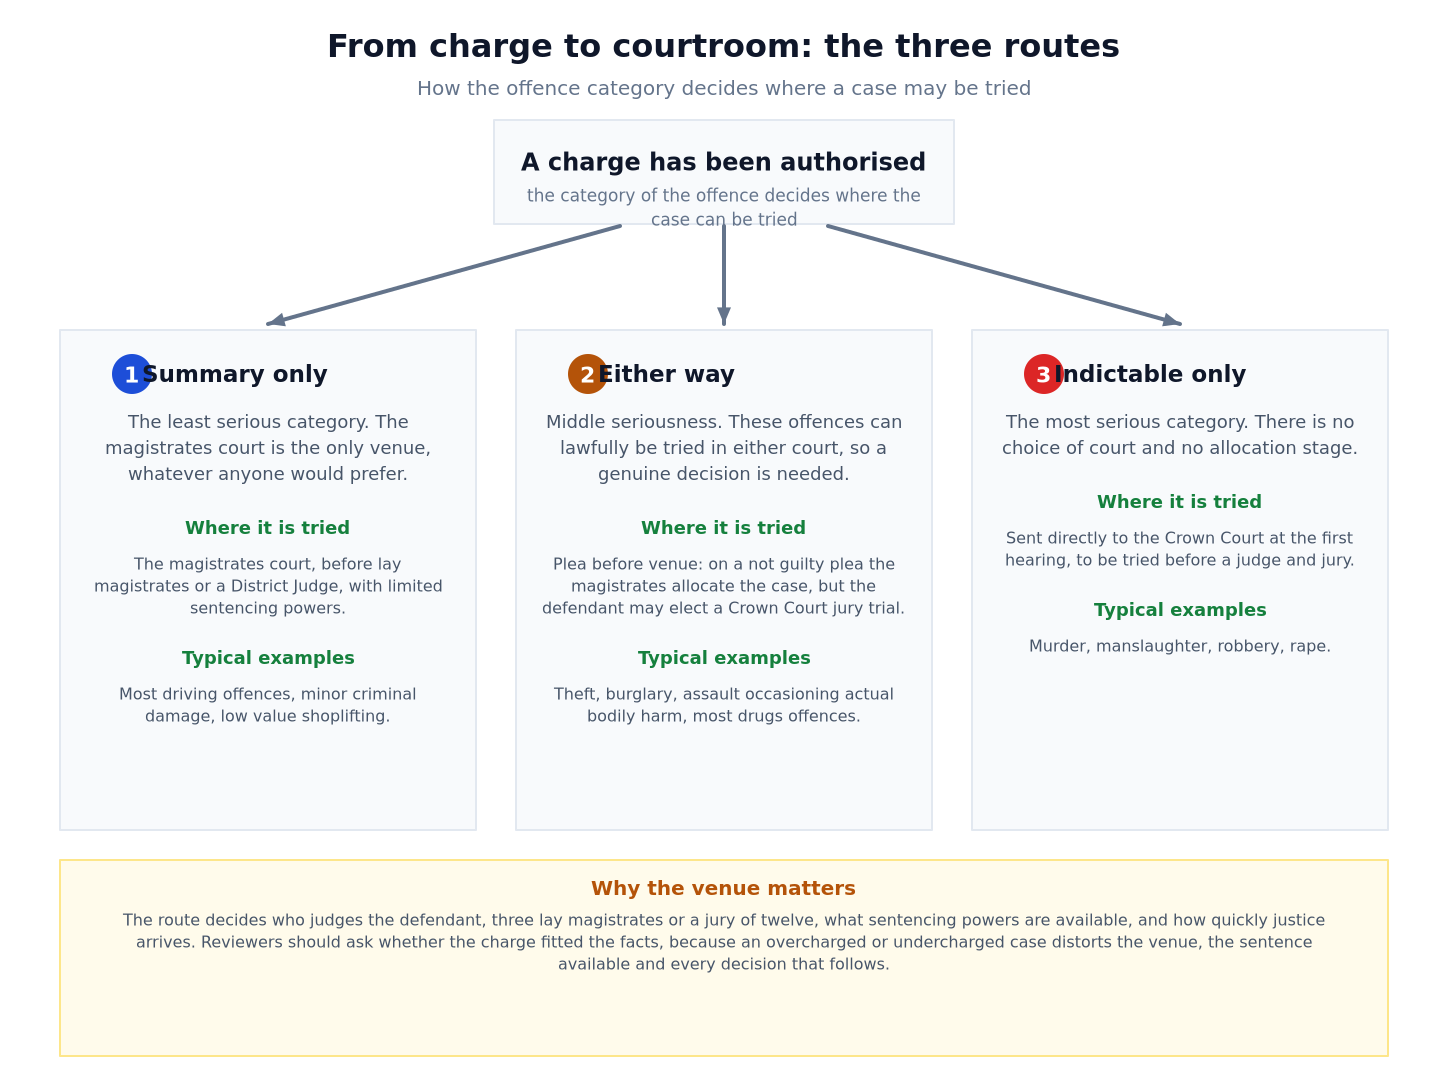 From charge to courtroom: the three routes
How the offence category decides where a case may be tried
A charge has been authorised
the category of the offence decides where the
case can be tried
1 Summary only
The least serious category. The
magistrates court is the only venue,
whatever anyone would prefer.
Where it is tried
The magistrates court, before lay
magistrates or a District Judge, with limited
sentencing powers.
Typical examples
Most driving offences, minor criminal
damage, low value shoplifting.
2 Either way
Middle seriousness. These offences can
lawfully be tried in either court, so a
genuine decision is needed.
Where it is tried
Plea before venue: on a not guilty plea the
magistrates allocate the case, but the
defendant may elect a Crown Court jury trial.
Typical examples
Theft, burglary, assault occasioning actual
bodily harm, most drugs offences.
3 Indictable only
The most serious category. There is no
choice of court and no allocation stage.
Where it is tried
Sent directly to the Crown Court at the first
hearing, to be tried before a judge and jury.
Typical examples
Murder, manslaughter, robbery, rape.
Why the venue matters
The route decides who judges the defendant, three lay magistrates or a jury of twelve, what sentencing powers are available, and how quickly justice
arrives. Reviewers should ask whether the charge fitted the facts, because an overcharged or undercharged case distorts the venue, the sentence
available and every decision that follows.